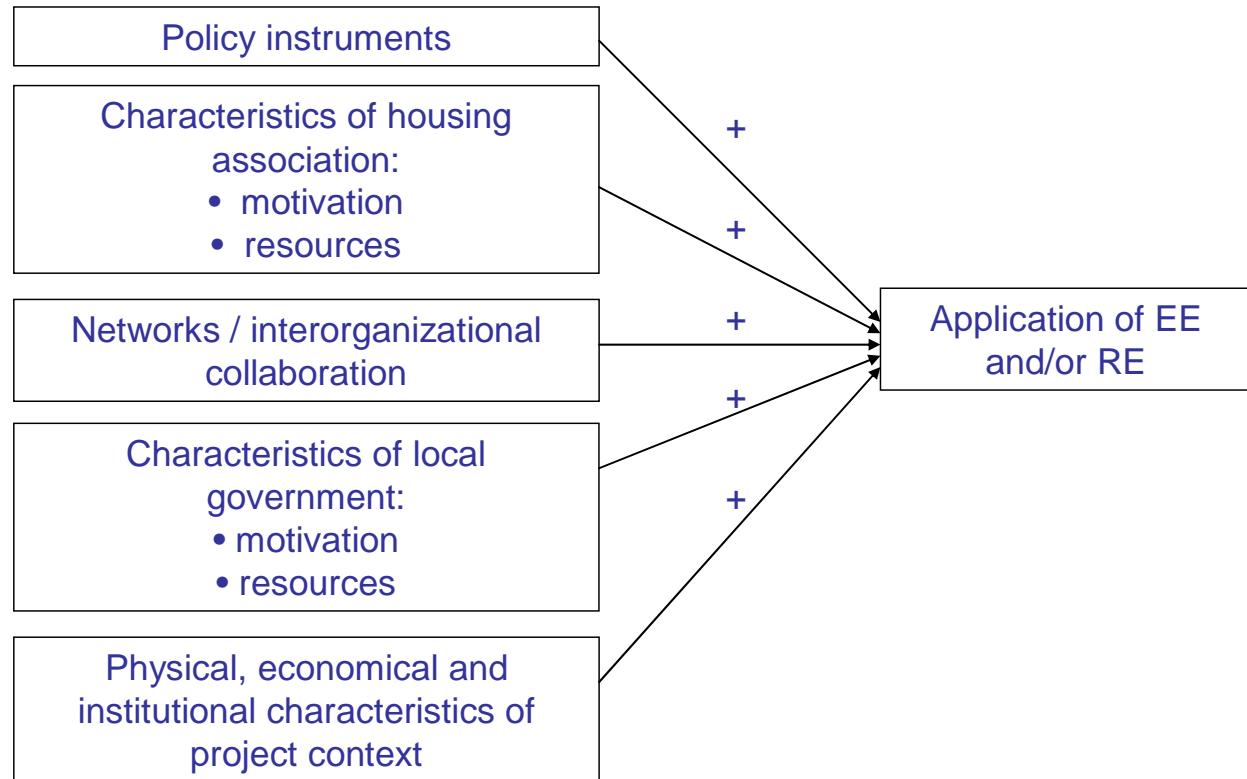 Policy instruments
Characteristics of housing
association:
• motivation
• resources
Networks / interorganizational
collaboration
Characteristics of local
government:
• motivation
• resources
Physical, economical and
institutional characteristics of
project context
+
+
+
+
+
Application of EE
and/or RE